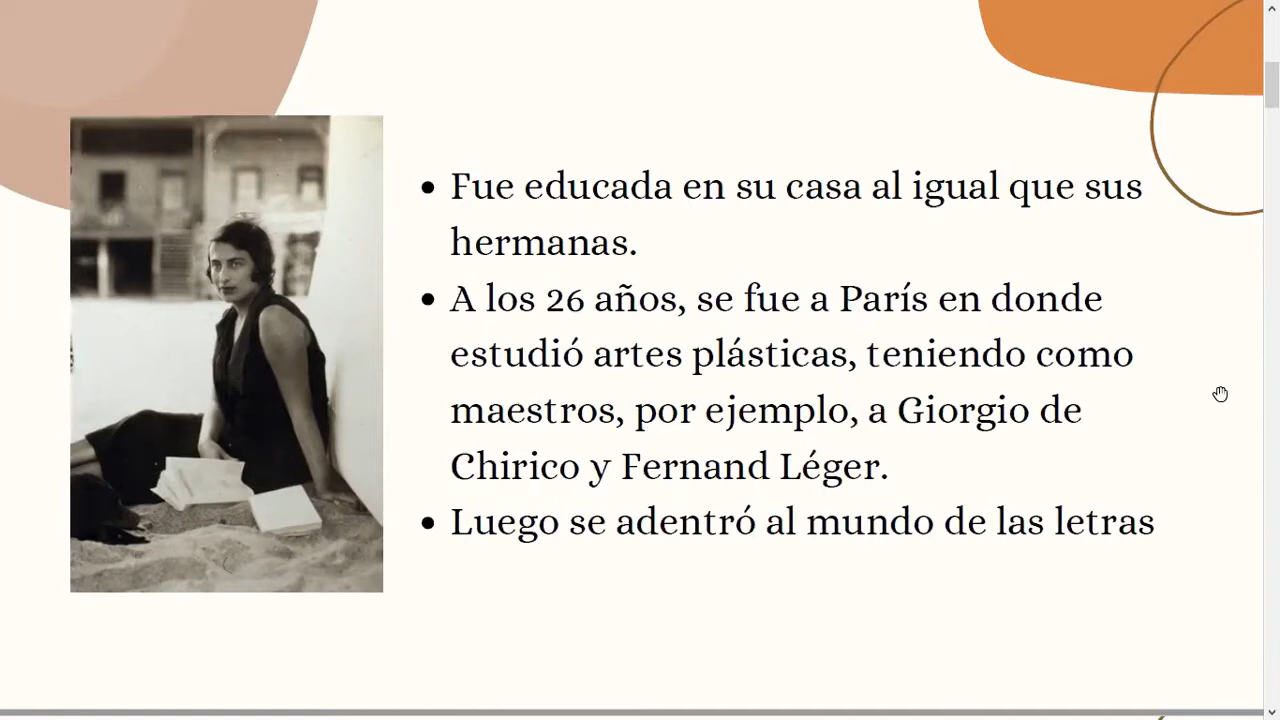 Fue educada en su casa al igual que sus
hermanas.
A los 26 años, se fue a París en donde
estudió artes plásticas, teniendo como
maestros, por ejemplo, a Giorgio de
Chirico y Fernand Léger.
Luego se adentró al mundo de las letras